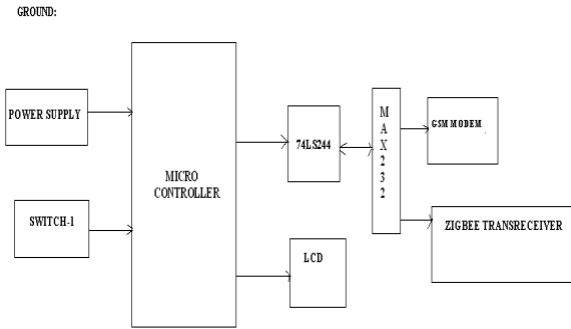 GROUND:
POWER SUPPLY
SWITCH-1
MICRO
CONTROLLER
74LS244
LCD
M
A
X
2
3
2
GSM MODEM
ZIGBEE TRANSRECEIVER